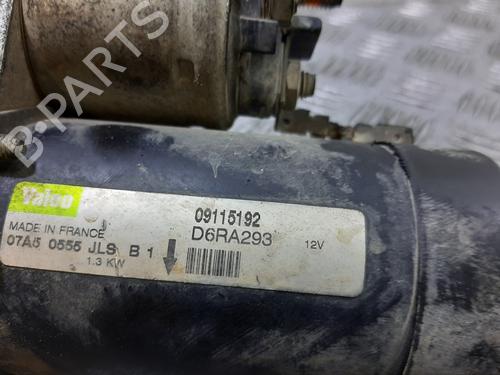 B-PARTS
Valeo
09115192
MADE IN FRANCE
D6RA293
12V
07A5 0555 JLS B 1
1.3 KW